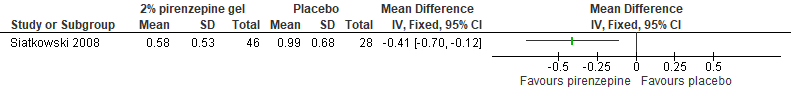 2% pirenzepine gel Placebo Mean Difference Mean Difference
Study or Subgroup Mean SD Total Mean SD Total IV, Fixed, 95% CI IV, Fixed, 95% CI
Siatkowski 2008 0.58 0.53 46 0.99 0.68 28 -0.41 [-0.70, -0.12]
-0.5 -0.25 0 0.25 0.5
Favours pirenzepine Favours placebo